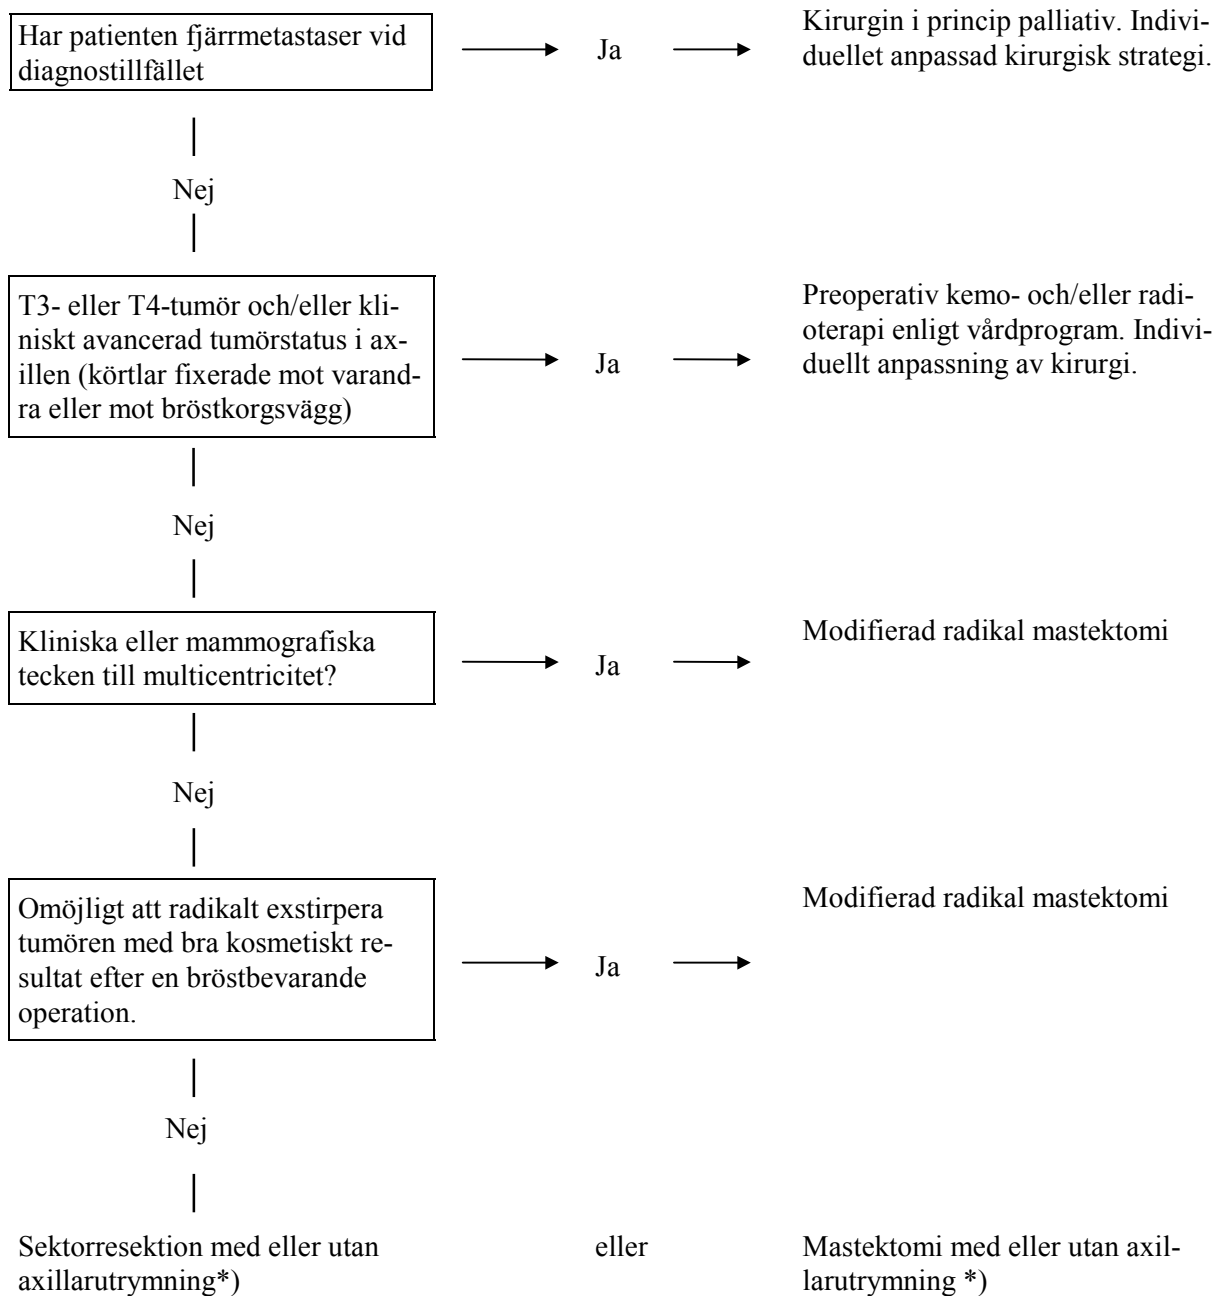 Har patienten fjärrmetastaser vid
diagnostillfället
Ja
Kirurgin i princip palliativ. Indivi-
duellet anpassad kirurgisk strategi.
Nej
T3- eller T4-tumör och/eller kli-
niskt avancerad tumörstatus i ax-
illen (körtlar fixerade mot varand-
ra eller mot bröstkorgsvägg)
Ja
Preoperativ kemo- och/eller radi-
oterapi enligt vårdprogram. Indivi-
duellt anpassning av kirurgi.
Nej
Kliniska eller mammografiska
tecken till multicentricitet?
Ja
Modifierad radikal mastektomi
Nej
Omöjligt att radikalt exstirpera
tumören med bra kosmetiskt re-
sultat efter en bröstbevarande
operation.
Ja
Modifierad radikal mastektomi
Nej
Sektorresektion med eller utan
axillarutrymning*)
eller
Mastektomi med eller utan axil-
larutrymning *)